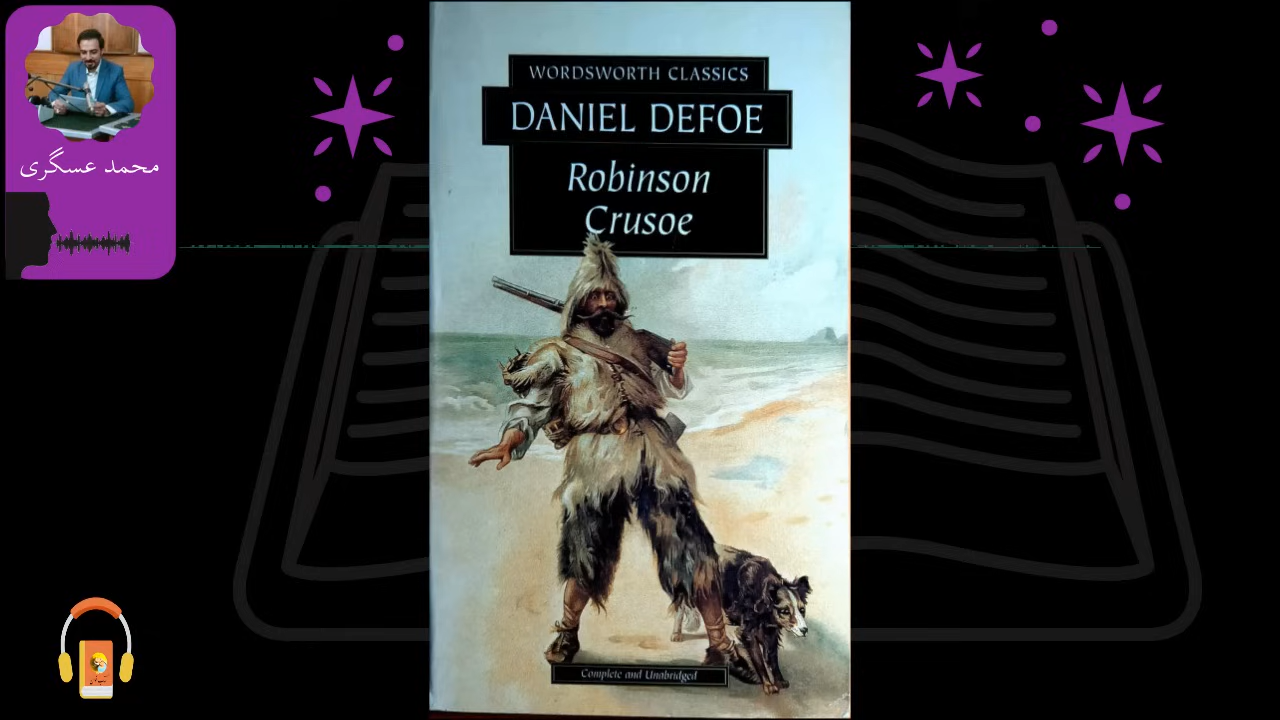 محمد عسگری
WORDSWORTH CLASSICS
DANIEL DEFOE
Robinson
Crusoe
Complete and Unabridged